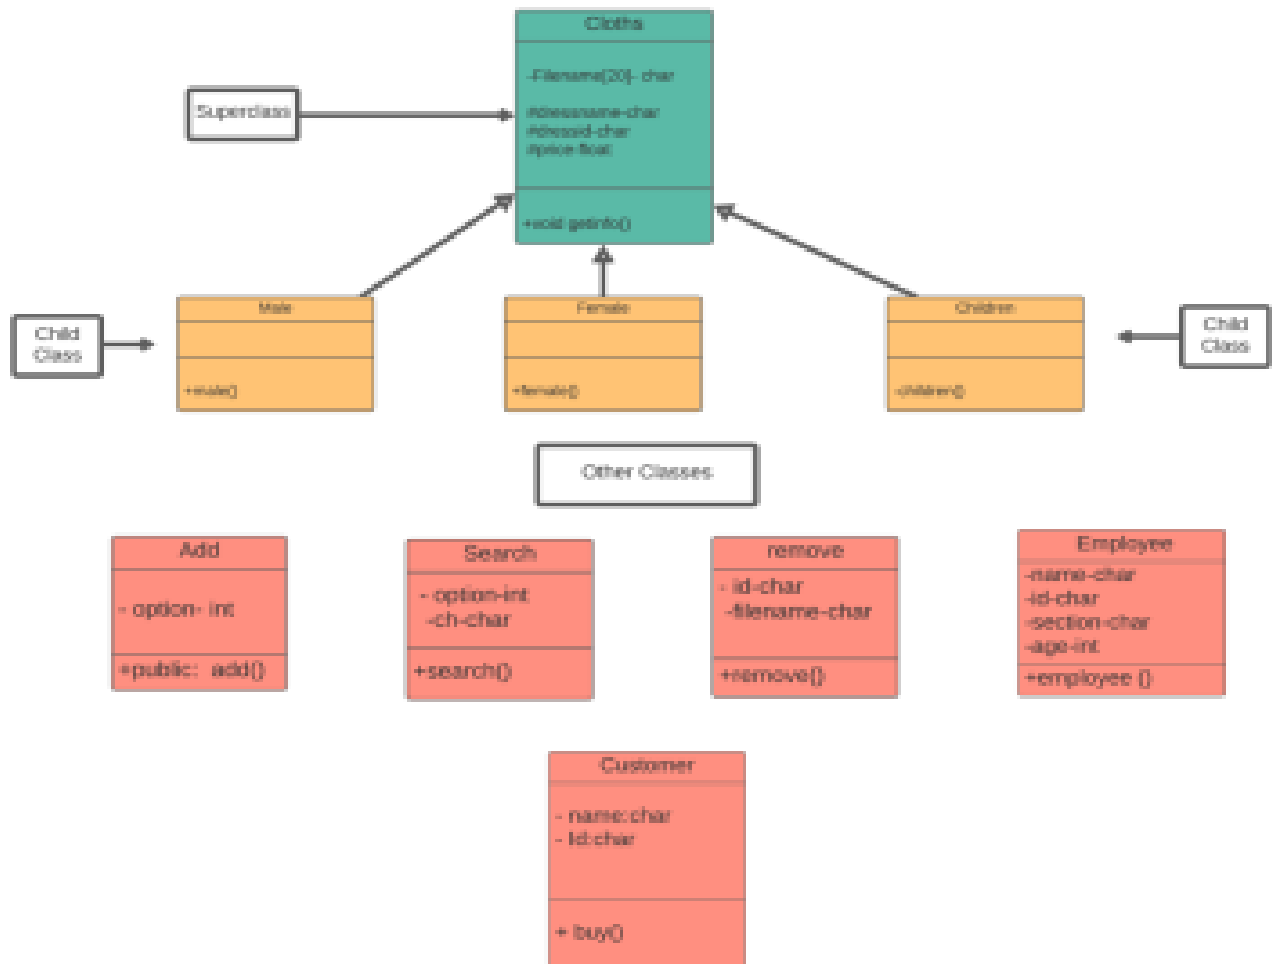 Cloths
-Filename[20]- char
#dressname-char
#dressid-char
#price-float
+void getinfo()
Superclass
Male
+male()
Female
+female()
Children
-children()
Child
Class
Child
Class
Other Classes
Add
- option- int
+public: add()
Search
- option-int
-ch-char
+search()
remove
- id-char
-filename-char
+remove()
Employee
-name-char
-id-char
-section-char
-age-int
+employee ()
Customer
- name:char
- Id:char
+ buy()